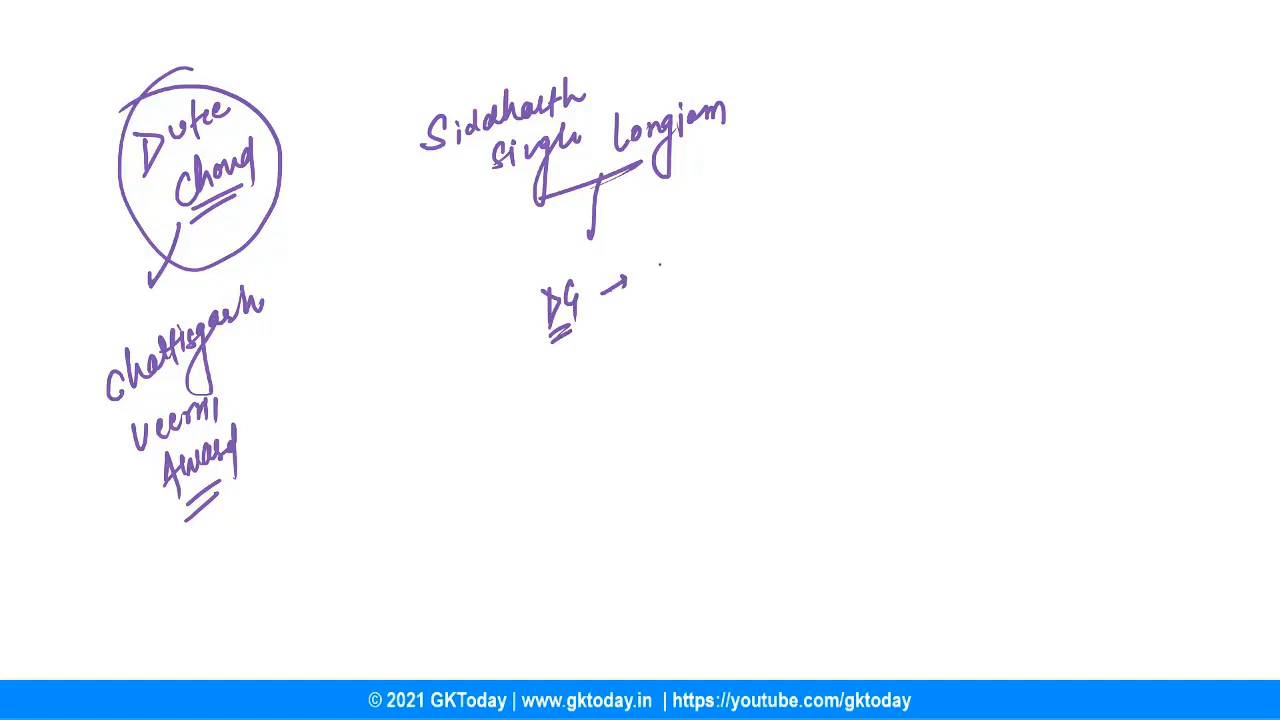 Dutee
Chand
Chattisgarh
Veerni
Award
Siddharth
Singh Longjam
DG →
© 2021 GKToday | www.gktoday.in | https://youtube.com/gktoday